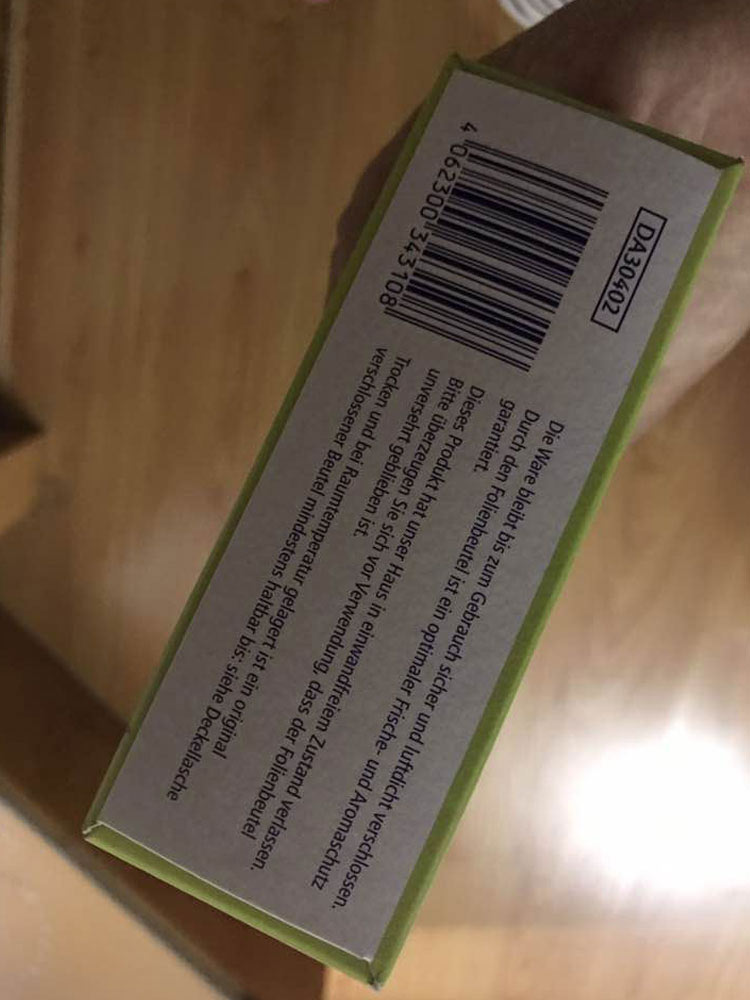 DA30402
4 062300 343108
Die Ware bleibt bis zum Gebrauch sicher und luftdicht verschlossen.
Durch den Folienbeutel ist ein optimaler Frische- und Aromaschutz
garantiert.
Dieses Produkt hat unser Haus in einwandfreiem Zustand verlassen.
Bitte überzeugen Sie sich vor Verwendung, dass der Folienbeutel
unversehrt geblieben ist.
Trocken und bei Raumtemperatur gelagert ist ein original
verschlossener Beutel mindestens haltbar bis: siehe Deckellasche